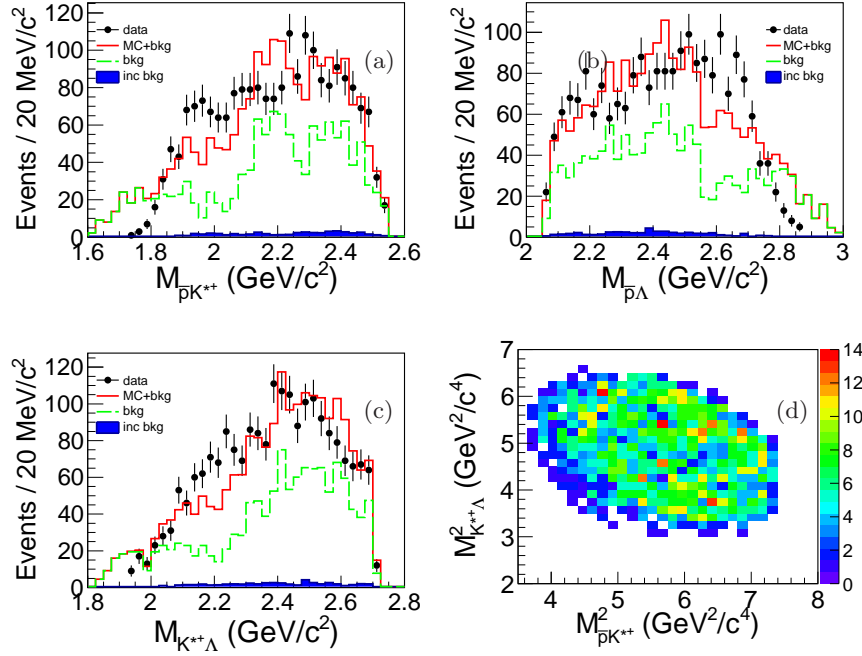 Events / 20 MeV/c²
120
100
80
60
40
20
0
data
MC+bkg
bkg
inc bkg
(a)
1.6 1.8 2 2.2 2.4 2.6
M_{p̅K*⁺} (GeV/c²)
Events / 20 MeV/c²
100
80
60
40
20
0
data
MC+bkg
bkg
inc bkg
(b)
2 2.2 2.4 2.6 2.8 3
M_{p̅Λ} (GeV/c²)
Events / 20 MeV/c²
120
100
80
60
40
20
0
data
MC+bkg
bkg
inc bkg
(c)
1.8 2 2.2 2.4 2.6 2.8
M_{K*⁺Λ} (GeV/c²)
M²_{K*⁺Λ} (GeV²/c⁴)
7
6
5
4
3
2
(d)
4 5 6 7 8
M²_{p̅K*⁺} (GeV²/c⁴)
14
12
10
8
6
4
2
0